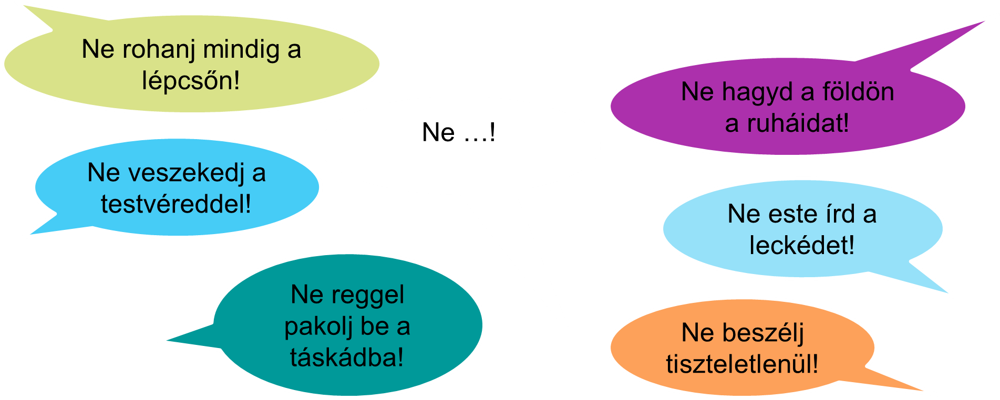 Ne rohanj mindig a
lépcsőn!
Ne hagyd a földön
a ruháidat!
Ne …!
Ne veszekedj a
testvéreddel!
Ne este írd a
leckédet!
Ne reggel
pakolj be a
táskádba!
Ne beszélj
tiszteletlenül!